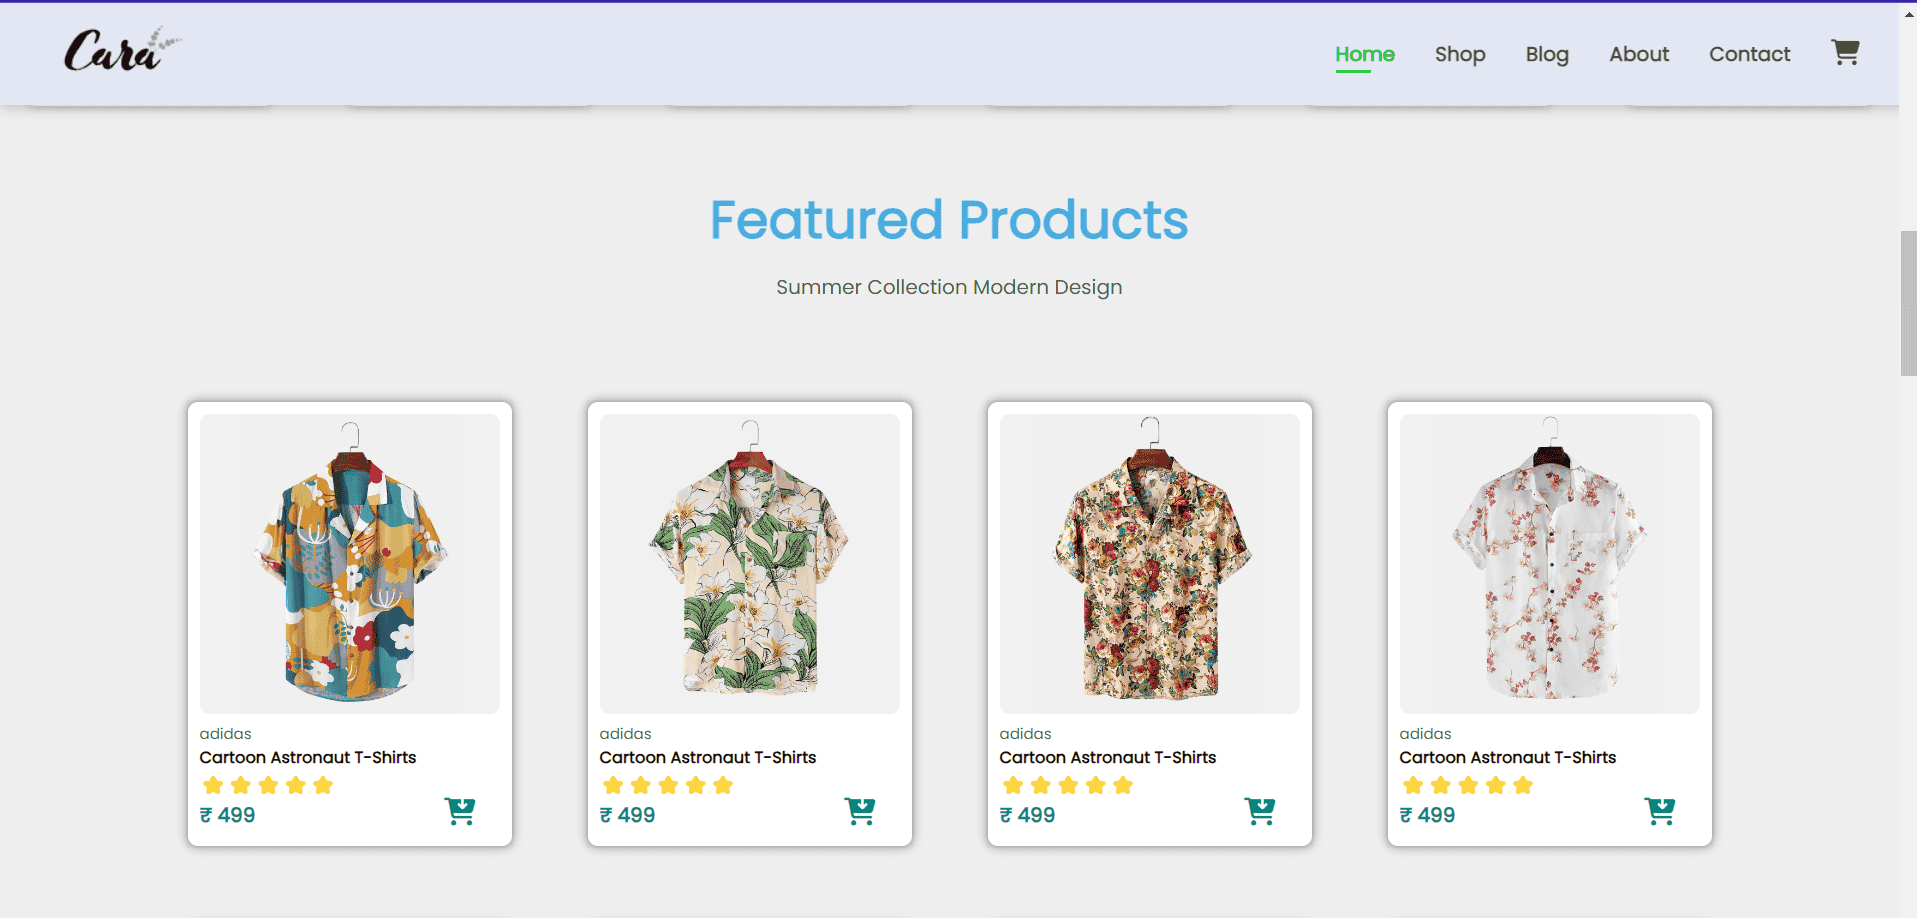 Cara
Home Shop Blog About Contact
Featured Products
Summer Collection Modern Design
adidas
Cartoon Astronaut T-Shirts
₹ 499
adidas
Cartoon Astronaut T-Shirts
₹ 499
adidas
Cartoon Astronaut T-Shirts
₹ 499
adidas
Cartoon Astronaut T-Shirts
₹ 499